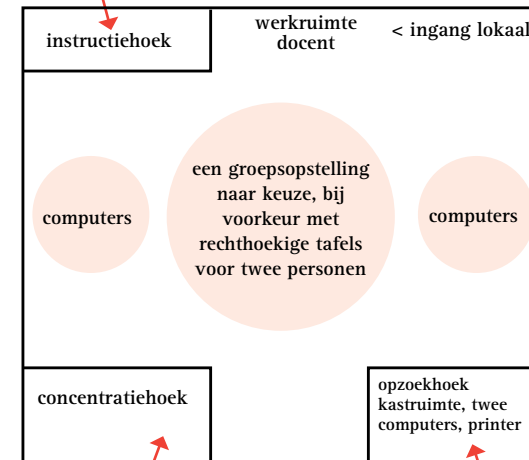 instructiehoek
werkruimte
docent
< ingang lokaal
een groepsopstelling
naar keuze, bij
voorkeur met
rechthoekige tafels
voor twee personen
computers
computers
concentratiehoek
opzoekhoek
kastruimte, twee
computers, printer